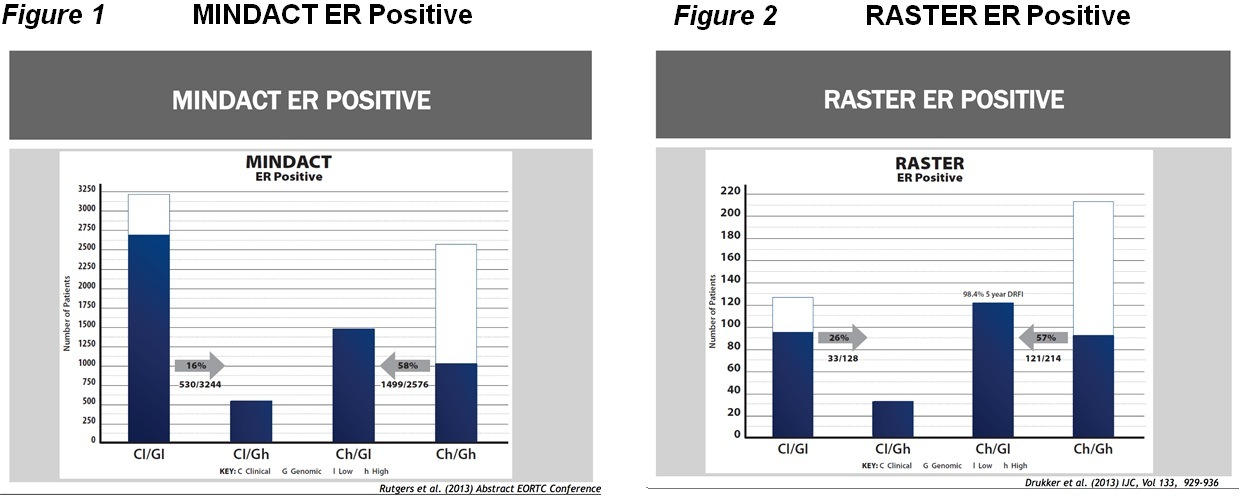 Figure 1 MINDACT ER Positive
MINDACT ER POSITIVE
MINDACT
ER Positive
Number of Patients
3250
3000
2750
2500
2250
2000
1750
1500
1250
1000
750
500
250
0
16%
530/3244
58%
1499/2576
Cl/Gl Cl/Gh Ch/Gl Ch/Gh
KEY: C Clinical G Genomic l Low h High
Rutgers et al. (2013) Abstract EORTC Conference
Figure 2 RASTER ER Positive
RASTER ER POSITIVE
RASTER
ER Positive
Number of Patients
220
200
180
160
140
120
100
80
60
40
20
0
98.4% 5 year DRFI
26%
33/128
57%
121/214
Cl/Gl Cl/Gh Ch/Gl Ch/Gh
KEY: C Clinical G Genomic l Low h High
Drukker et al. (2013) IJC, Vol 133, 929-936